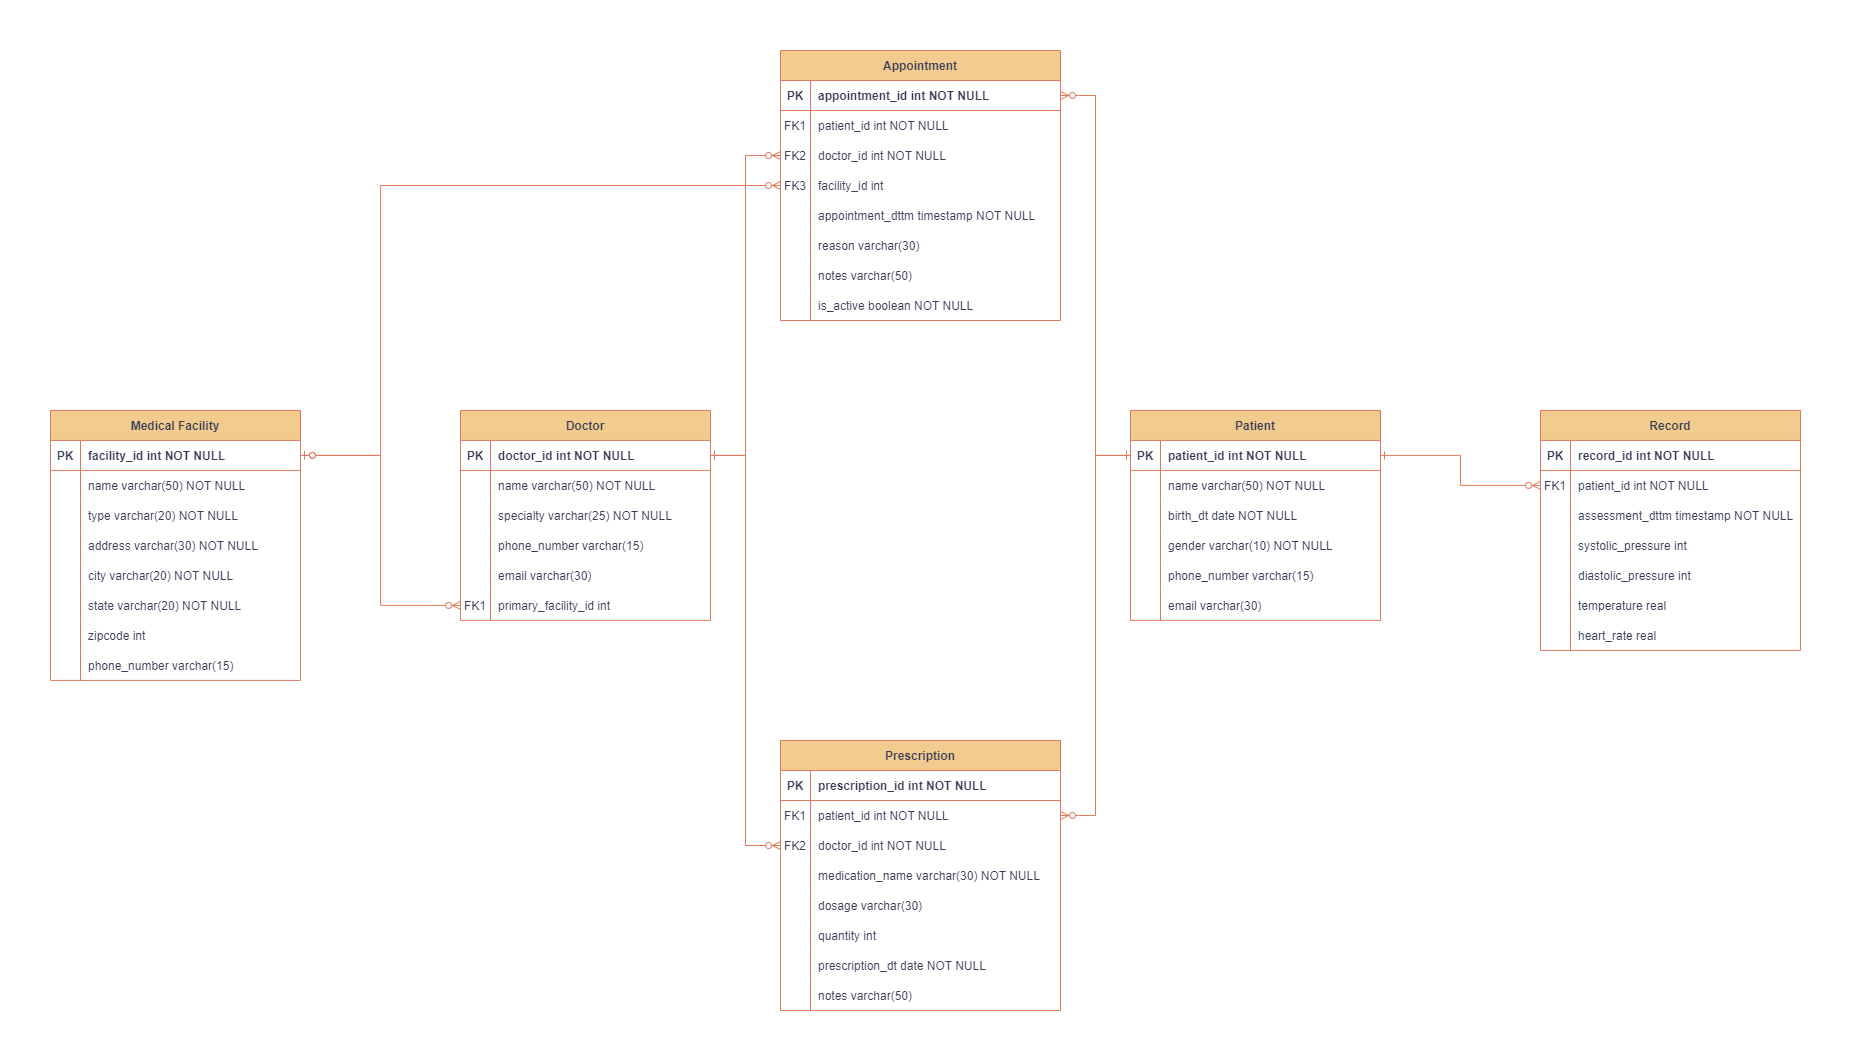 Appointment
PK appointment_id int NOT NULL
FK1 patient_id int NOT NULL
FK2 doctor_id int NOT NULL
FK3 facility_id int
appointment_dttm timestamp NOT NULL
reason varchar(30)
notes varchar(50)
is_active boolean NOT NULL
Medical Facility
PK facility_id int NOT NULL
name varchar(50) NOT NULL
type varchar(20) NOT NULL
address varchar(30) NOT NULL
city varchar(20) NOT NULL
state varchar(20) NOT NULL
zipcode int
phone_number varchar(15)
Doctor
PK doctor_id int NOT NULL
name varchar(50) NOT NULL
specialty varchar(25) NOT NULL
phone_number varchar(15)
email varchar(30)
FK1 primary_facility_id int
Patient
PK patient_id int NOT NULL
name varchar(50) NOT NULL
birth_dt date NOT NULL
gender varchar(10) NOT NULL
phone_number varchar(15)
email varchar(30)
Record
PK record_id int NOT NULL
FK1 patient_id int NOT NULL
assessment_dttm timestamp NOT NULL
systolic_pressure int
diastolic_pressure int
temperature real
heart_rate real
Prescription
PK prescription_id int NOT NULL
FK1 patient_id int NOT NULL
FK2 doctor_id int NOT NULL
medication_name varchar(30) NOT NULL
dosage varchar(30)
quantity int
prescription_dt date NOT NULL
notes varchar(50)